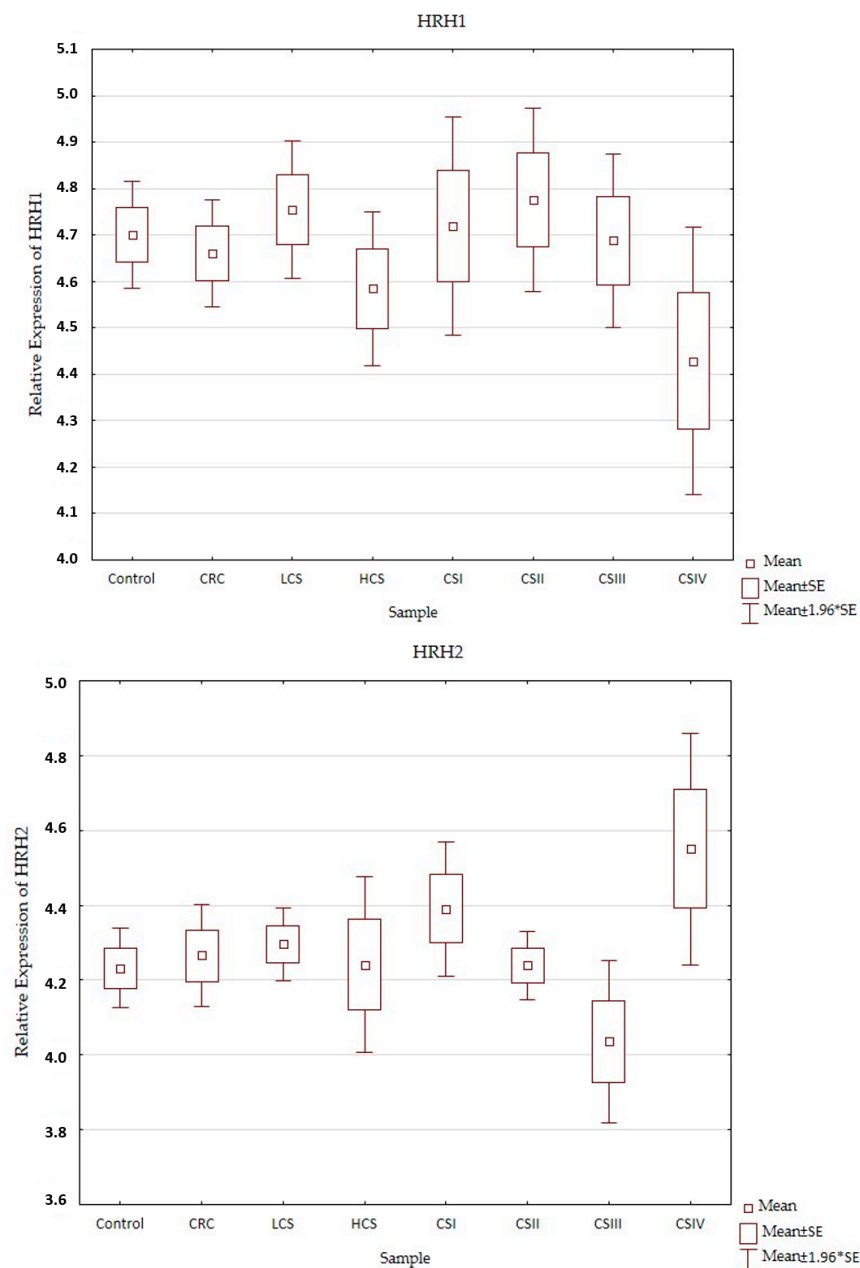 HRH1
Relative Expression of HRH1
5.1
5.0
4.9
4.8
4.7
4.6
4.5
4.4
4.3
4.2
4.1
4.0
Control CRC LCS HCS CSI CSII CSIII CSIV
Sample
Mean
Mean±SE
Mean±1.96*SE
HRH2
Relative Expression of HRH2
5.0
4.8
4.6
4.4
4.2
4.0
3.8
3.6
Control CRC LCS HCS CSI CSII CSIII CSIV
Sample
Mean
Mean±SE
Mean±1.96*SE